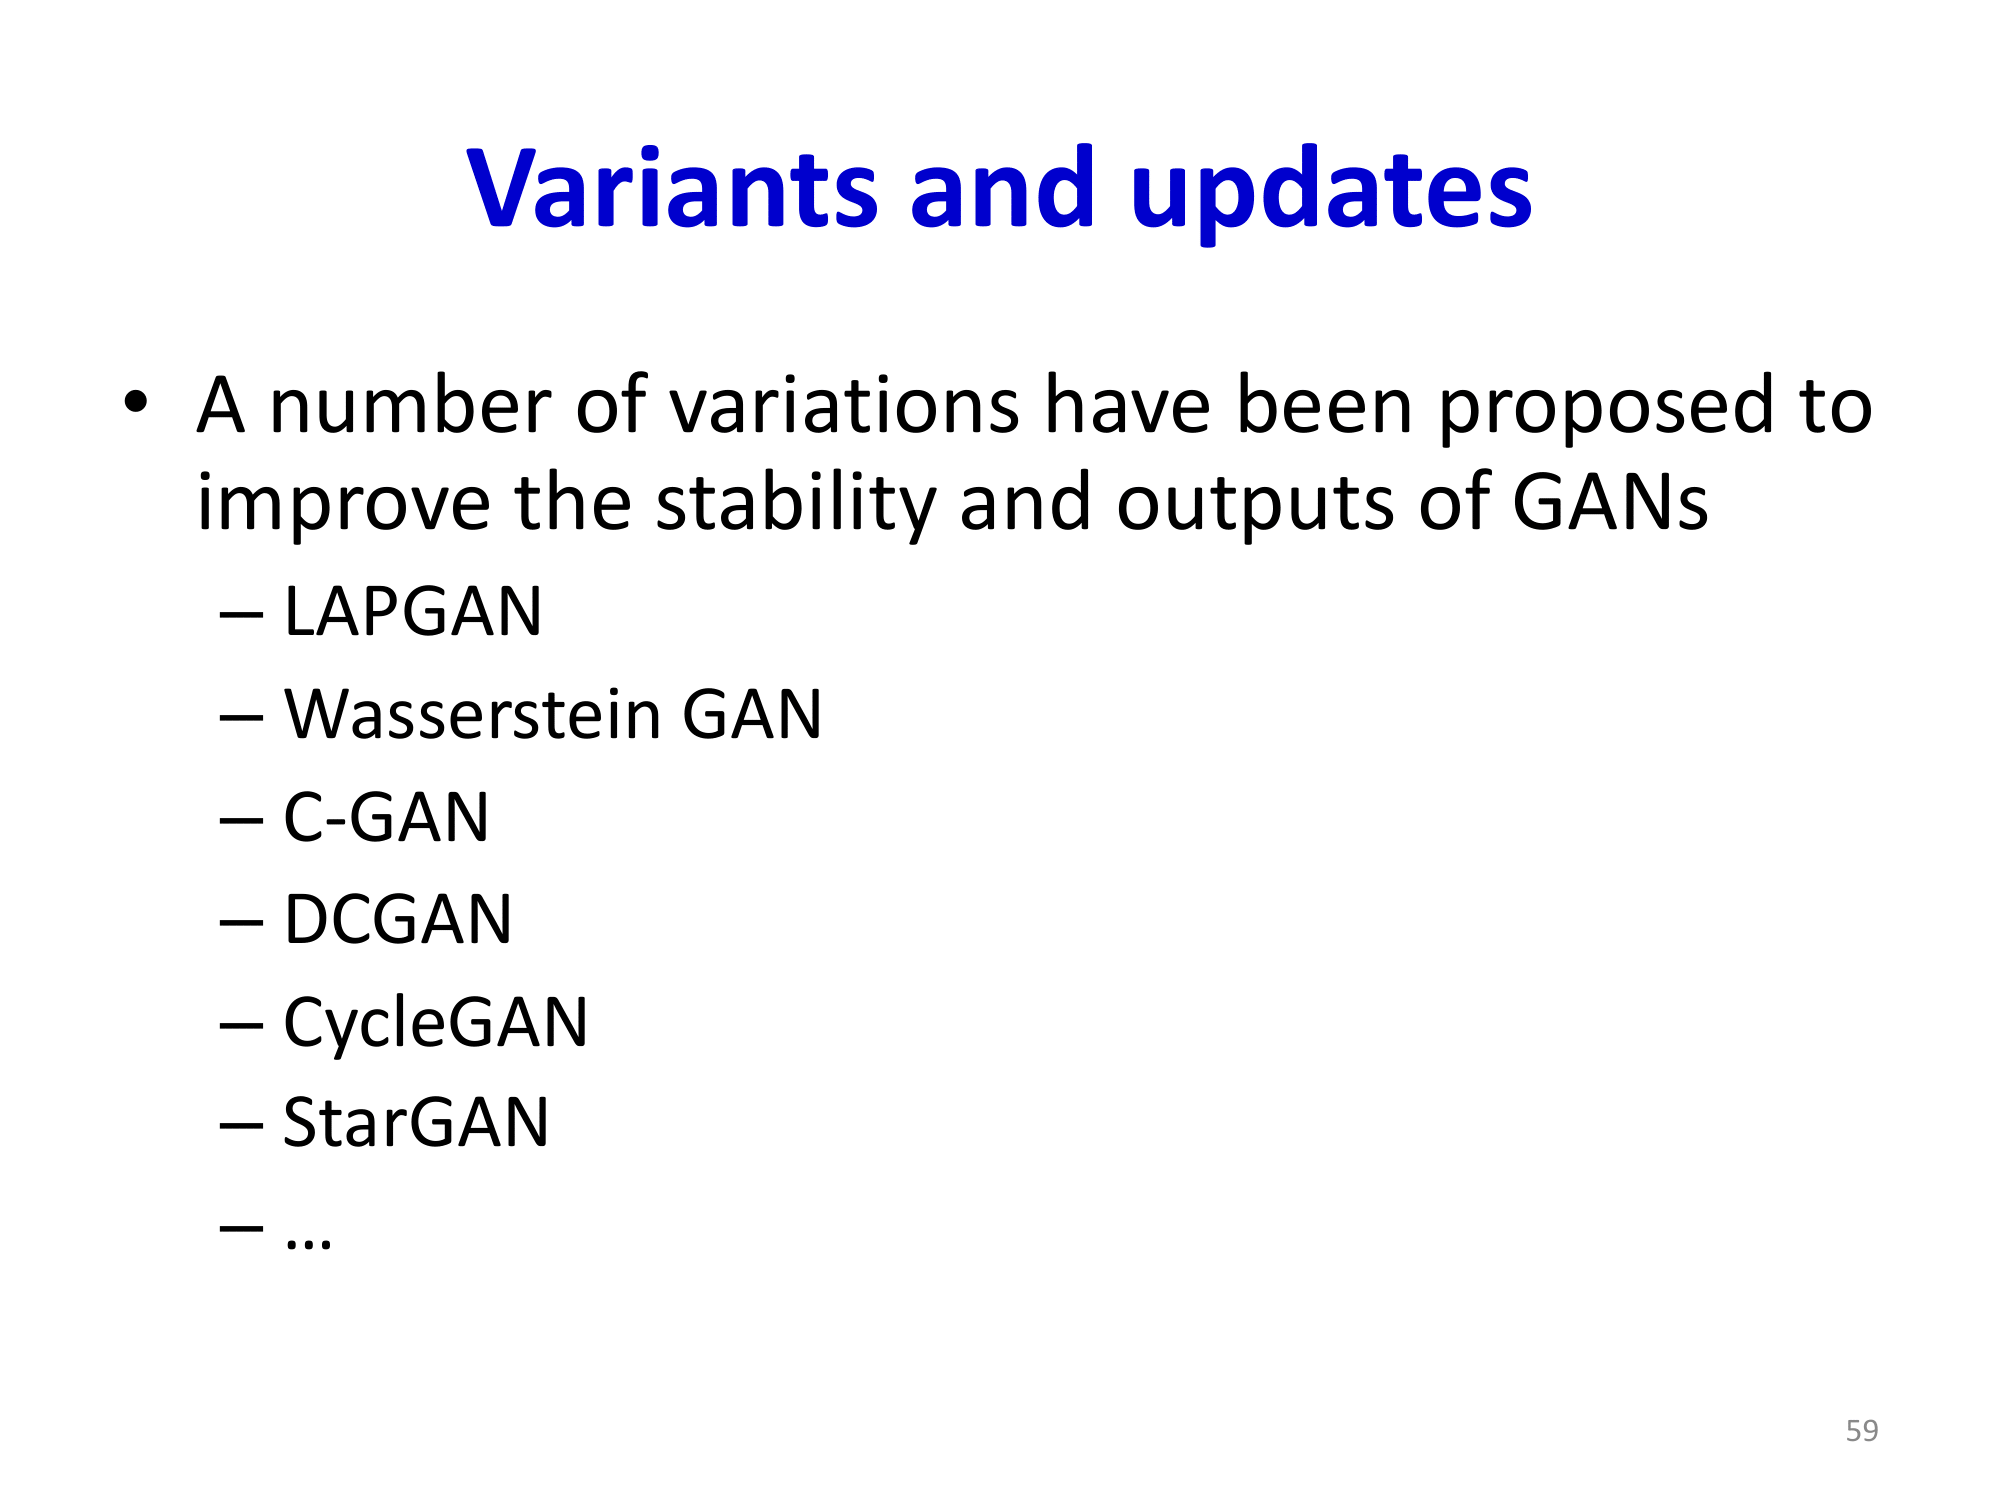 Variants and updates
• A number of variations have been proposed to
improve the stability and outputs of GANs
– LAPGAN
– Wasserstein GAN
– C-GAN
– DCGAN
– CycleGAN
– StarGAN
– …
59